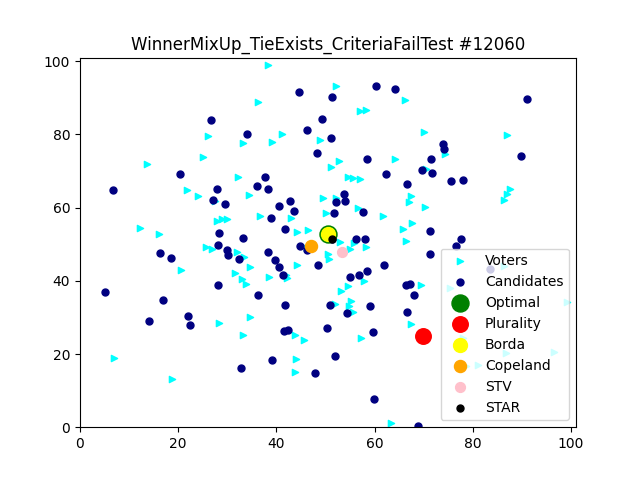 WinnerMixUp_TieExists_CriteriaFailTest #12060
100
80
60
40
20
0
0
20
40
60
80
100
Voters
Candidates
Optimal
Plurality
Borda
Copeland
STV
STAR